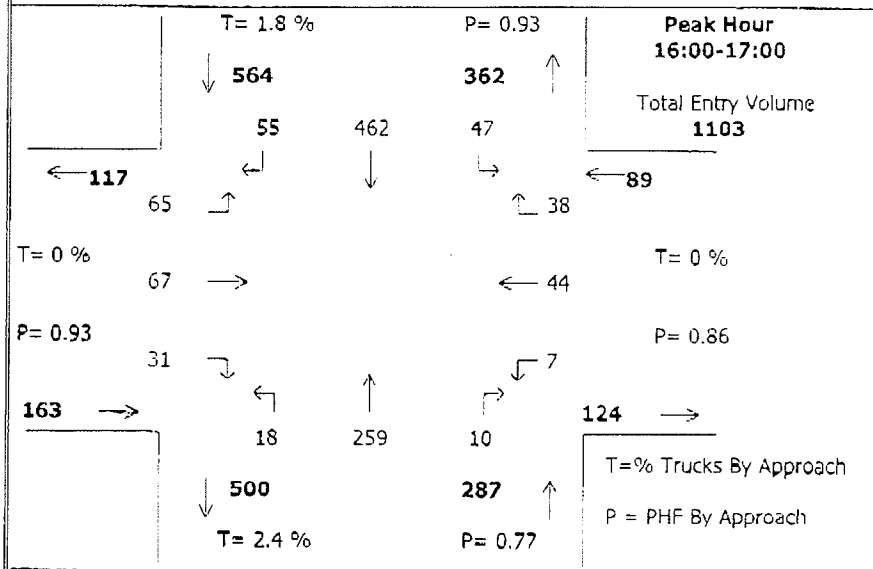 T= 1.8 % P= 0.93 Peak Hour
16:00-17:00
564 362
Total Entry Volume
55 462 47 1103
117 89
65 38
T= 0 % T= 0 %
67 44
P= 0.93 P= 0.86
31 7
163 124
18 259 10
T=% Trucks By Approach
500 287
P = PHF By Approach
T= 2.4 % P= 0.77